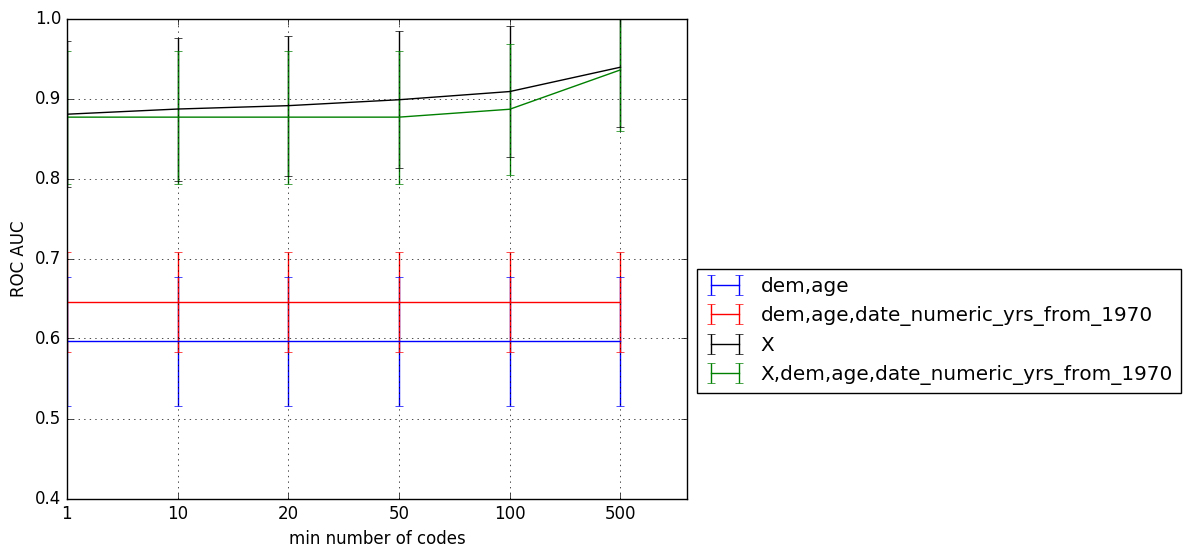 1.0
0.9
0.8
0.7
0.6
0.5
0.4
ROC AUC
1 10 20 50 100 500
min number of codes
dem,age
dem,age,date_numeric_yrs_from_1970
X
X,dem,age,date_numeric_yrs_from_1970